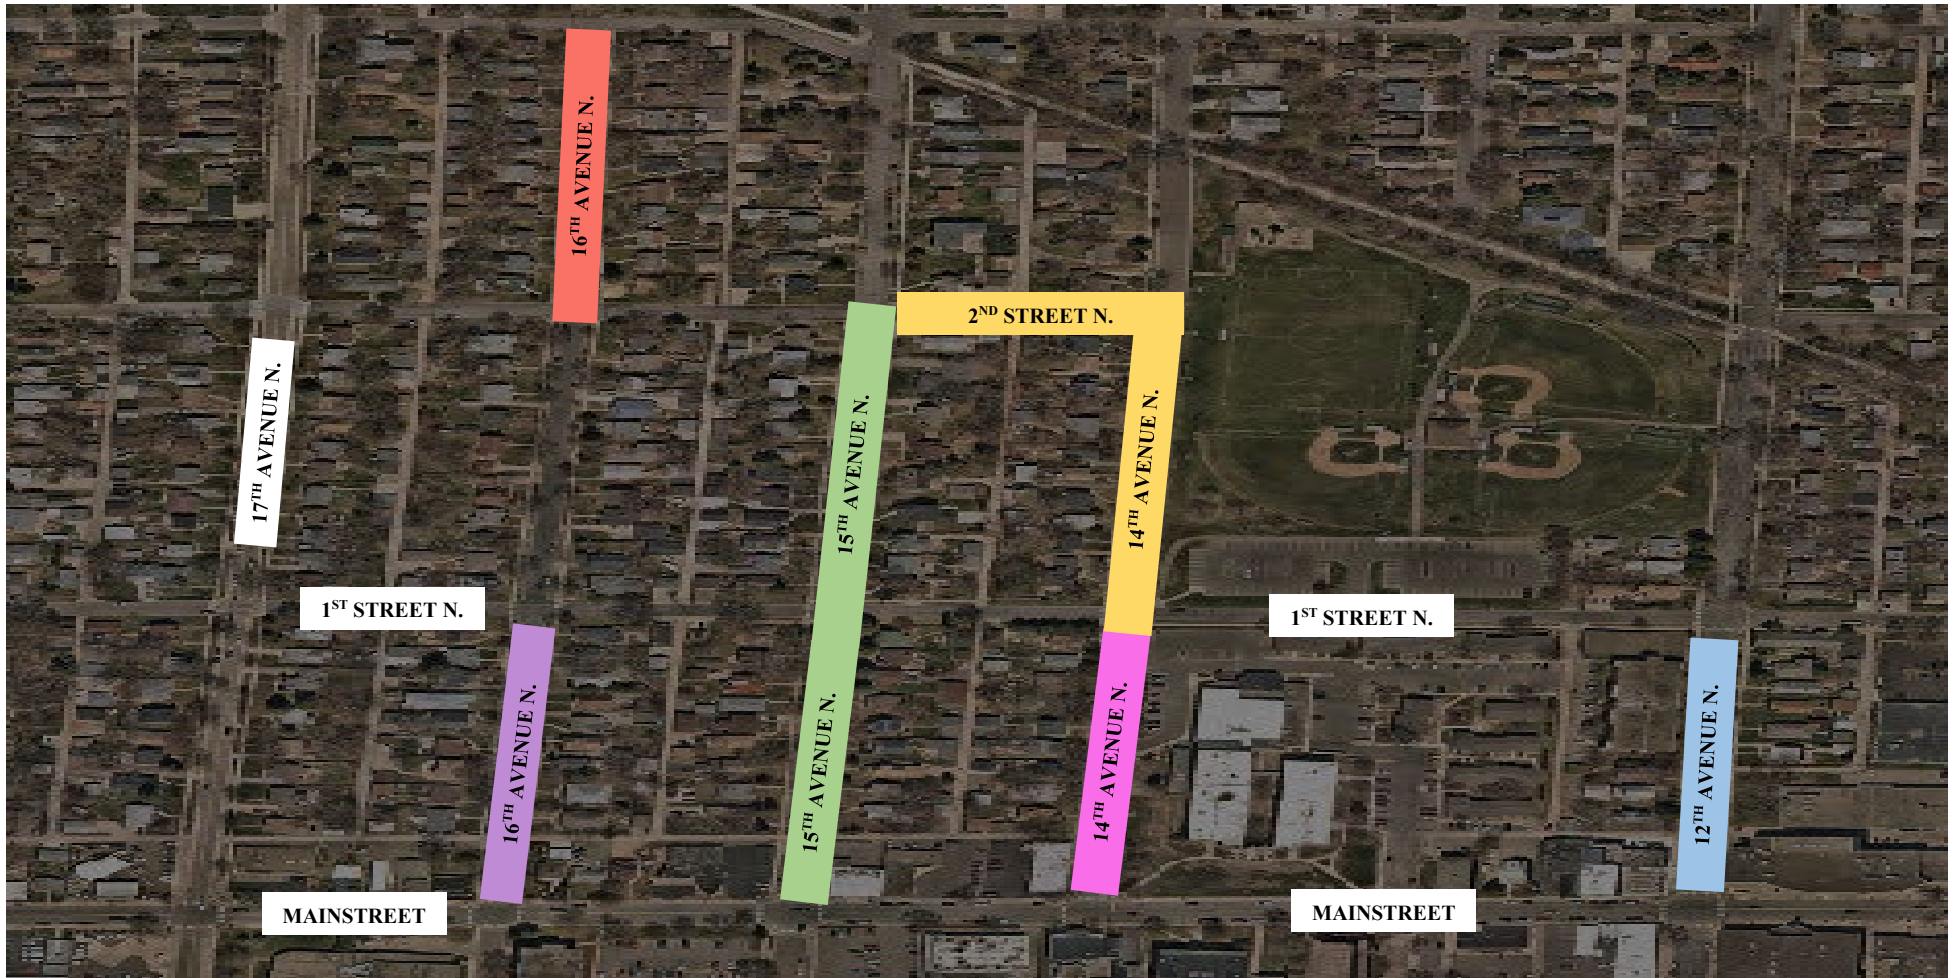 16TH AVENUE N.
2ND STREET N.
17TH AVENUE N.
15TH AVENUE N.
14TH AVENUE N.
1ST STREET N.
1ST STREET N.
16TH AVENUE N.
15TH AVENUE N.
14TH AVENUE N.
12TH AVENUE N.
MAINSTREET
MAINSTREET